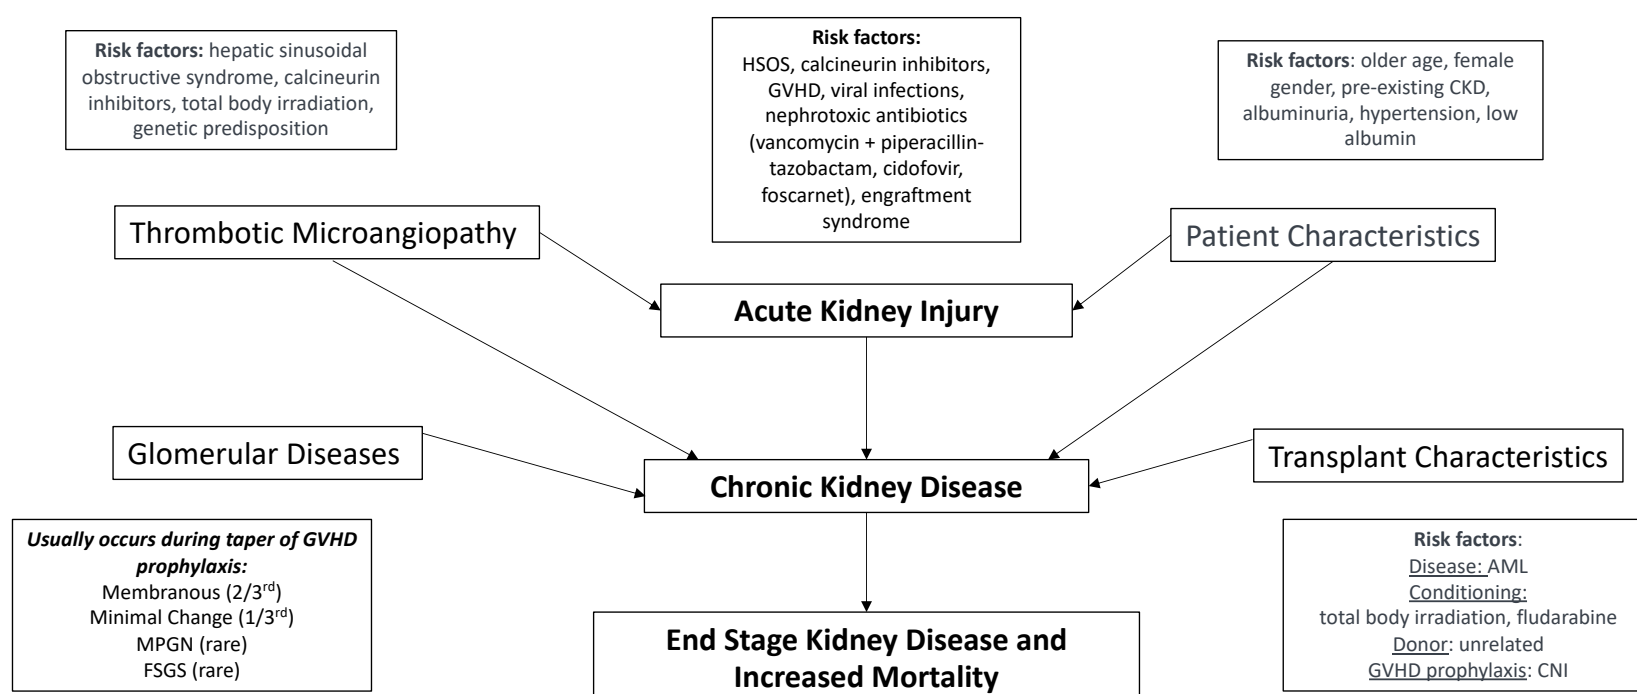 Risk factors: hepatic sinusoidal
obstructive syndrome, calcineurin
inhibitors, total body irradiation,
genetic predisposition
Risk factors:
HSOS, calcineurin inhibitors,
GVHD, viral infections,
nephrotoxic antibiotics
(vancomycin + piperacillin-
tazobactam, cidofovir,
foscarnet), engraftment
syndrome
Risk factors: older age, female
gender, pre-existing CKD,
albuminuria, hypertension, low
albumin
Thrombotic Microangiopathy
Patient Characteristics
Acute Kidney Injury
Glomerular Diseases
Transplant Characteristics
Chronic Kidney Disease
Usually occurs during taper of GVHD
prophylaxis:
Membranous (2/3rd)
Minimal Change (1/3rd)
MPGN (rare)
FSGS (rare)
End Stage Kidney Disease and
Increased Mortality
Risk factors:
Disease: AML
Conditioning:
total body irradiation, fludarabine
Donor: unrelated
GVHD prophylaxis: CNI